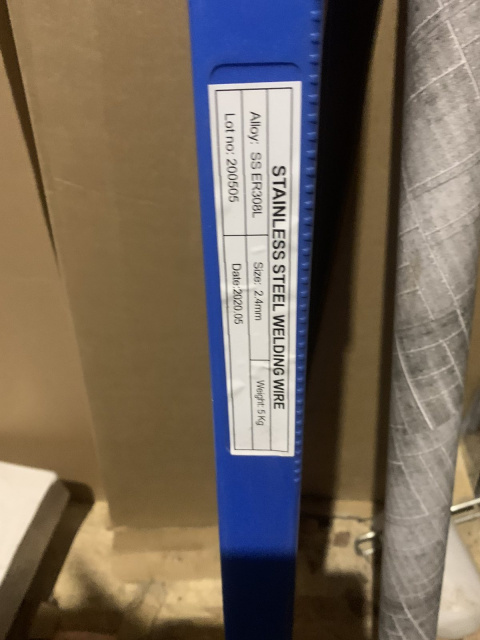 STAINLESS STEEL WELDING WIRE
Alloy: SS ER308L Size: 2.4mm Weight: 5 Kg
Lot no: 200505 Date:2020.05